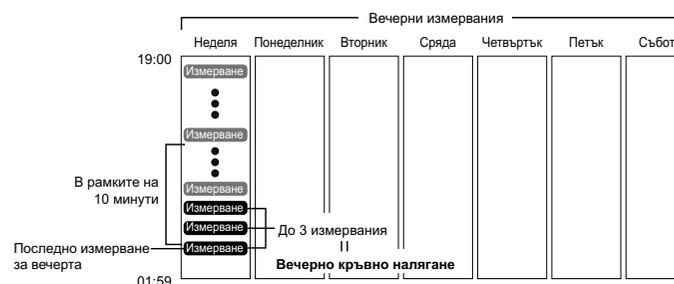 Вечерни измервания
Неделя Понеделник Вторник Сряда Четвъртък Петък Събот
19:00
Измерване
Измерване
Измерване
В рамките на
10 минути
Измерване
Измерване
До 3 измервания
Последно измерване
за вечерта
Измерване
Вечерно кръвно налягане
01:59